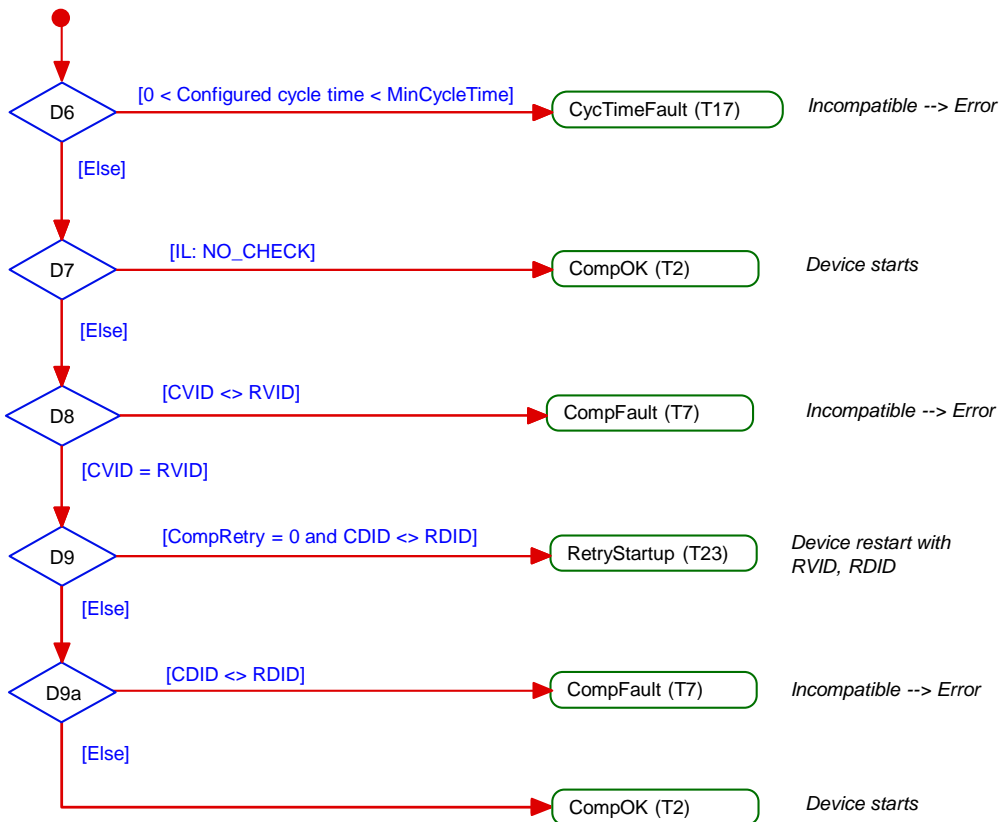 [0 < Configured cycle time < MinCycleTime]
D6
CycTimeFault (T17)
Incompatible --> Error
[Else]
[IL: NO_CHECK]
D7
CompOK (T2)
Device starts
[Else]
[CVID <> RVID]
D8
CompFault (T7)
Incompatible --> Error
[CVID = RVID]
[CompRetry = 0 and CDID <> RDID]
D9
RetryStartup (T23)
Device restart with
RVID, RDID
[Else]
[CDID <> RDID]
D9a
CompFault (T7)
Incompatible --> Error
[Else]
CompOK (T2)
Device starts